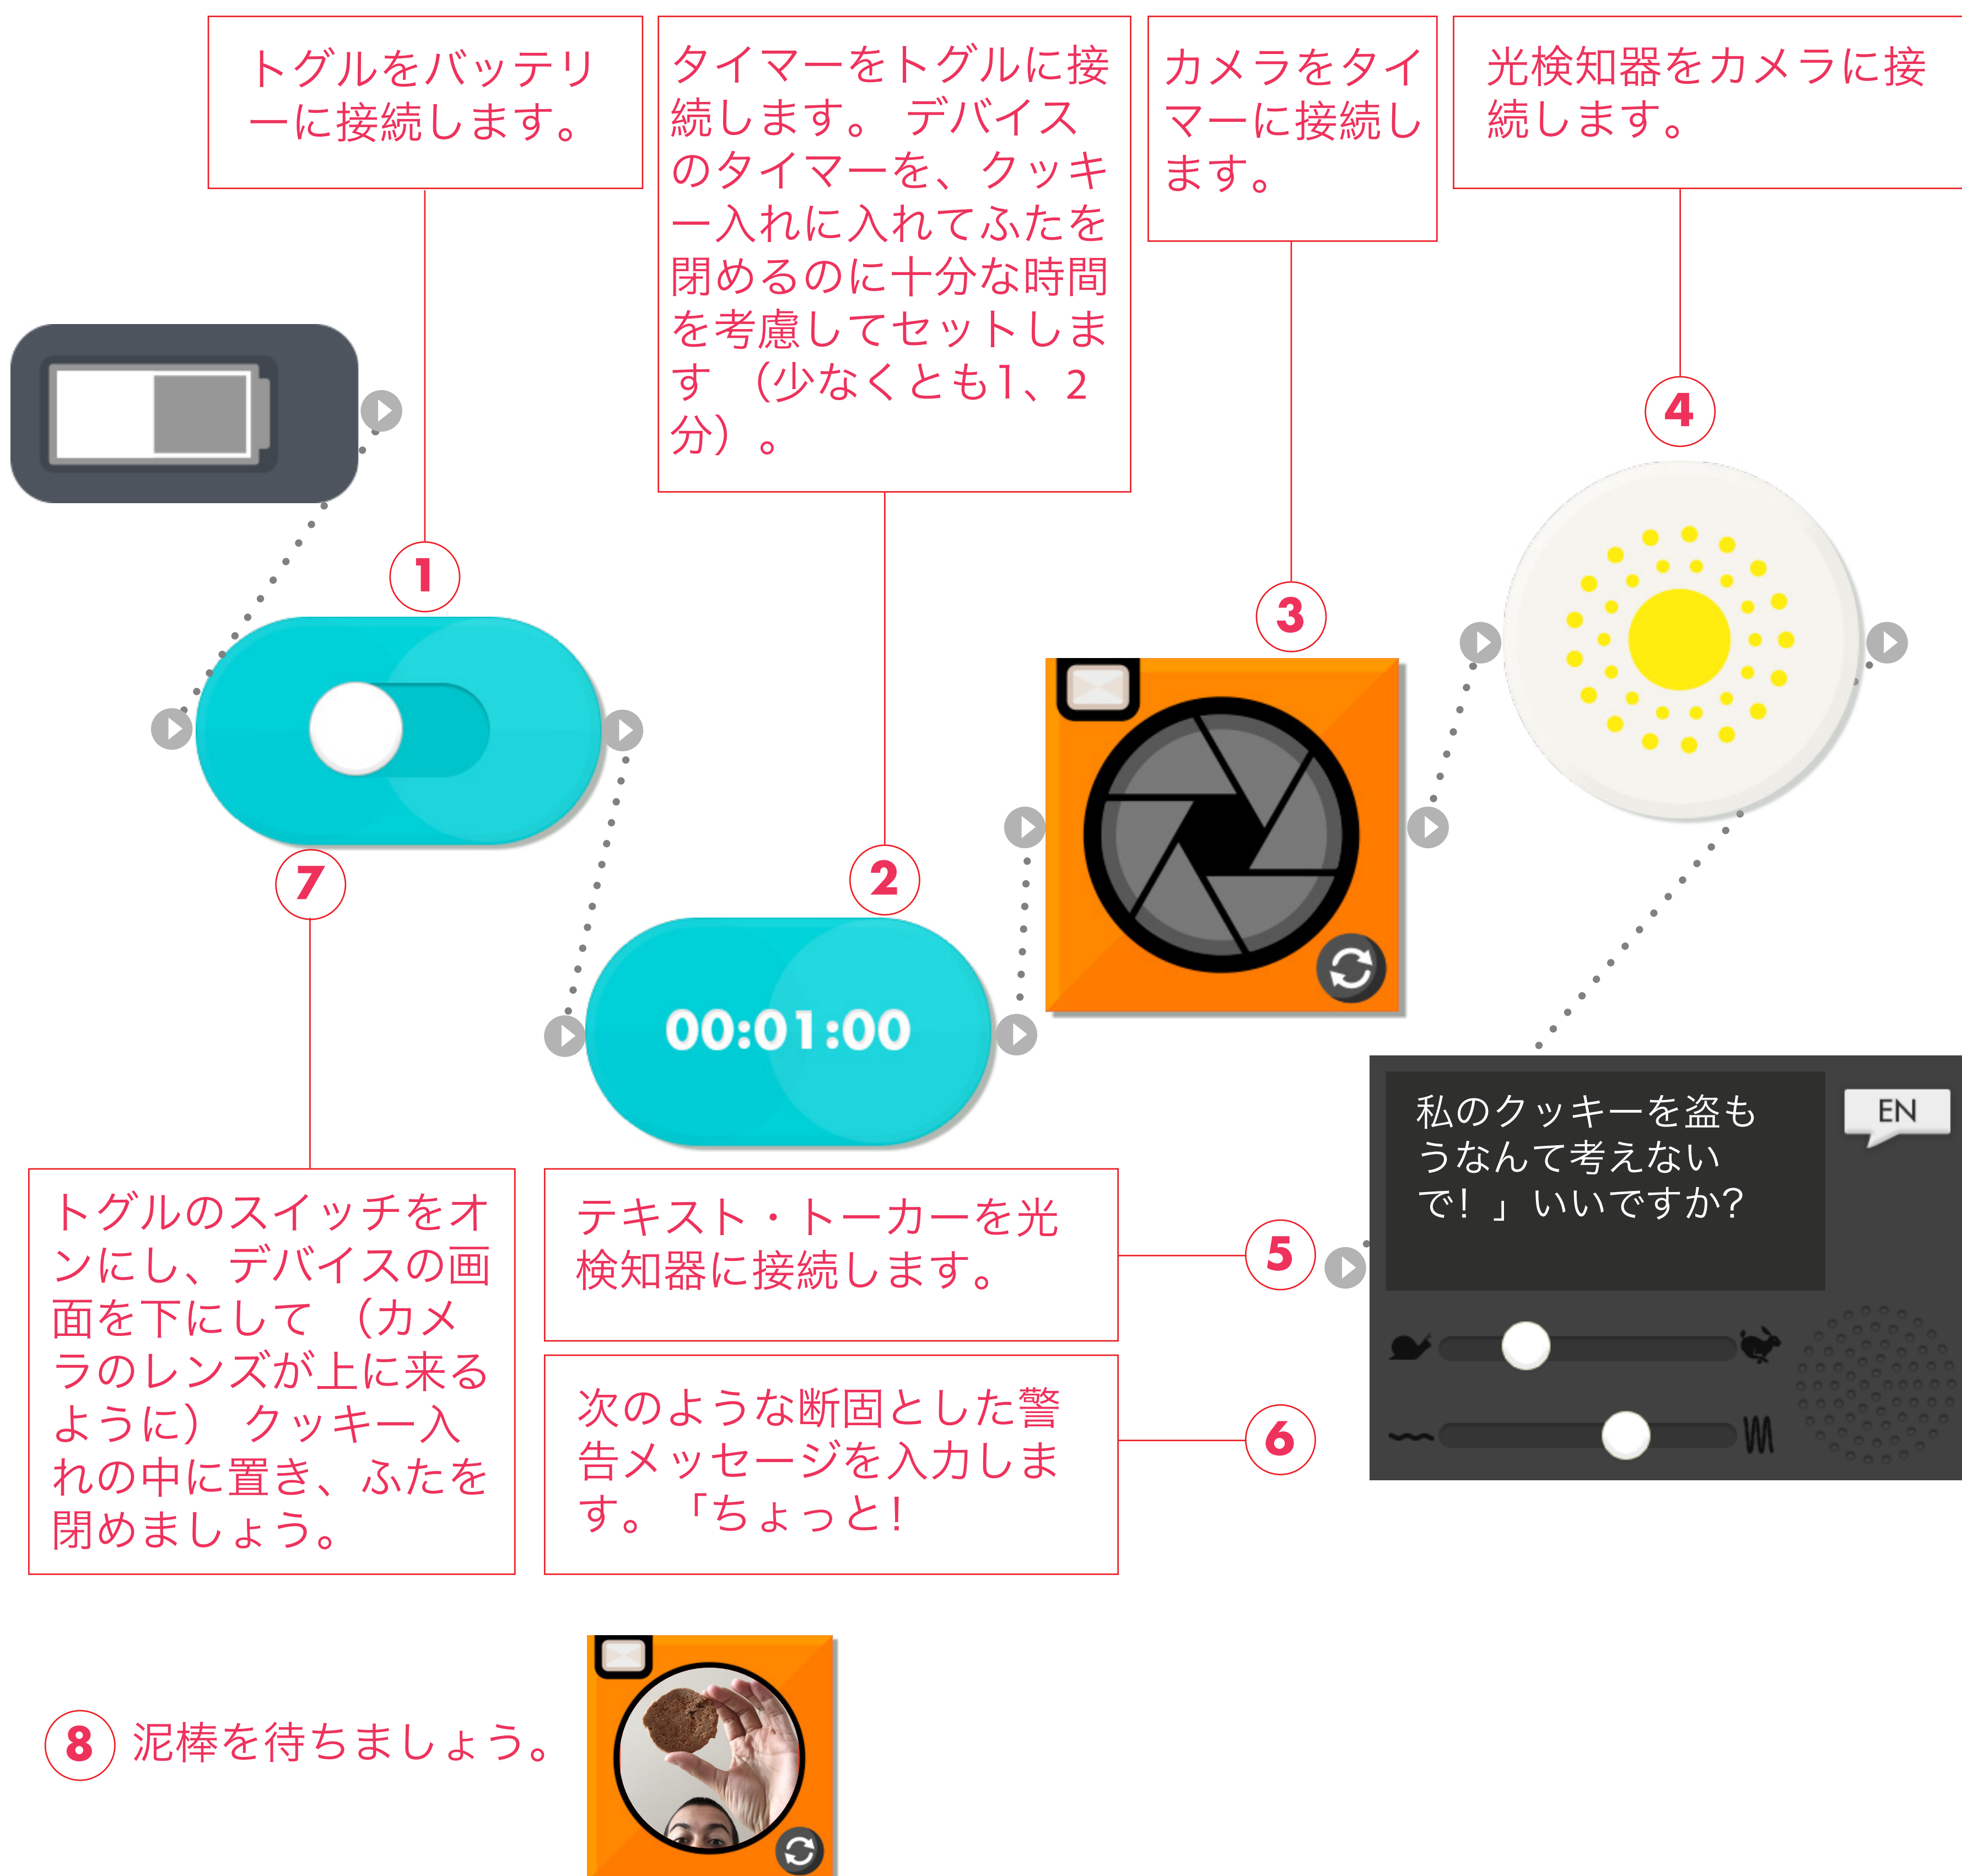 トグルをバッテリ
ーに接続します。
タイマーをトグルに接
続します。 デバイス
のタイマーを、クッキ
ー入れに入れてふたを
閉めるのに十分な時間
を考慮してセットしま
す （少なくとも1、2
分）。
カメラをタイ
マーに接続し
ます。
光検知器をカメラに接
続します。
1
2
3
4
7
00:01:00
トグルのスイッチをオ
ンにし、デバイスの画
面を下にして （カメ
ラのレンズが上に来る
ように） クッキー入
れの中に置き、ふたを
閉めましょう。
テキスト・トーカーを光
検知器に接続します。
5
次のような断固とした警
告メッセージを入力しま
す。「ちょっと!
6
私のクッキーを盗も
うなんて考えない
で!」いいですか?
EN
8 泥棒を待ちましょう。